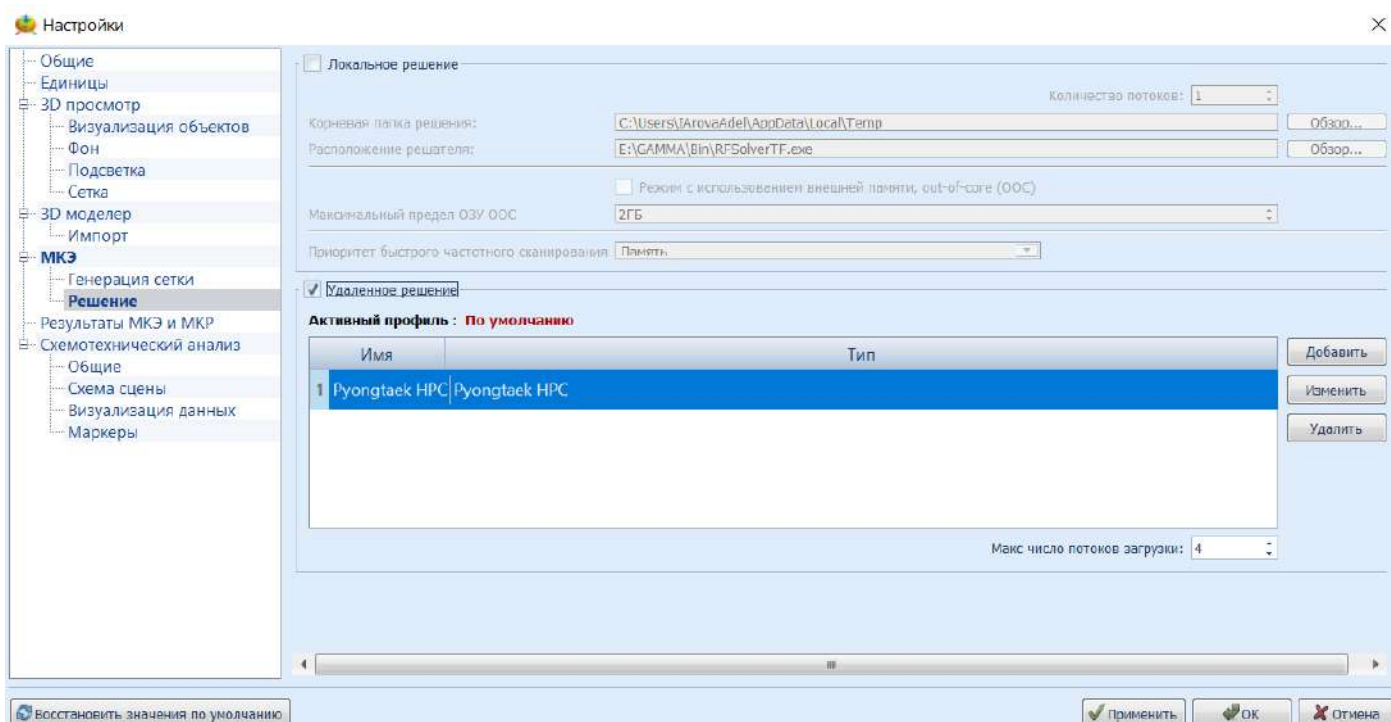 Настройки
Общие
Единицы
3D просмотр
Визуализация объектов
Фон
Подсветка
Сетка
3D моделер
Импорт
МКЭ
Генерация сетки
Решение
Результаты МКЭ и МКР
Схемотехнический анализ
Общие
Схема сцены
Визуализация данных
Маркеры
Локальное решение
Количество потоков: 1
Корневая папка решения: C:\Users\IArovaAdel\AppData\Local\Temp Обзор...
Расположение решателя: E:\GAMMA\Bin\RFSolverTF.exe Обзор...
Режим с использованием внешней памяти, out-of-core (OOC)
Максимальный предел ОЗУ OOC 2ГБ
Приоритет быстрого частотного сканирования Память
Удаленное решение
Активный профиль : По умолчанию
Имя Тип
1 Pyongtaek HPC Pyongtaek HPC
Добавить
Изменить
Удалить
Макс число потоков загрузки: 4
Восстановить значения по умолчанию Применить OK Отмена